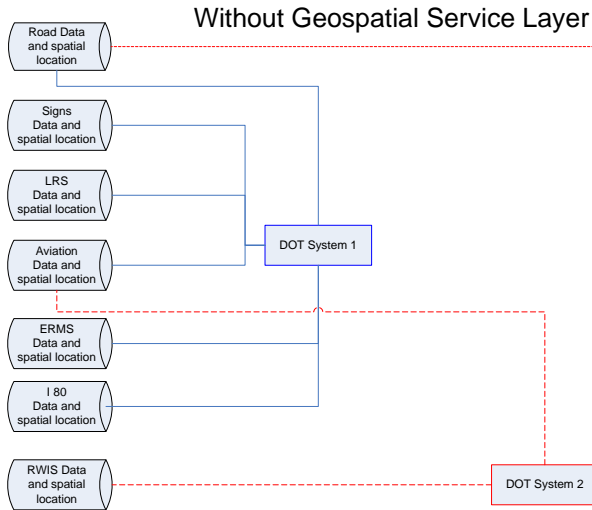 Without Geospatial Service Layer
Road Data
and spatial
location
Signs
Data and
spatial location
LRS
Data and
spatial location
DOT System 1
Aviation
Data and
spatial location
ERMS
Data and
spatial location
I 80
Data and
spatial location
RWIS Data
and spatial
location
DOT System 2